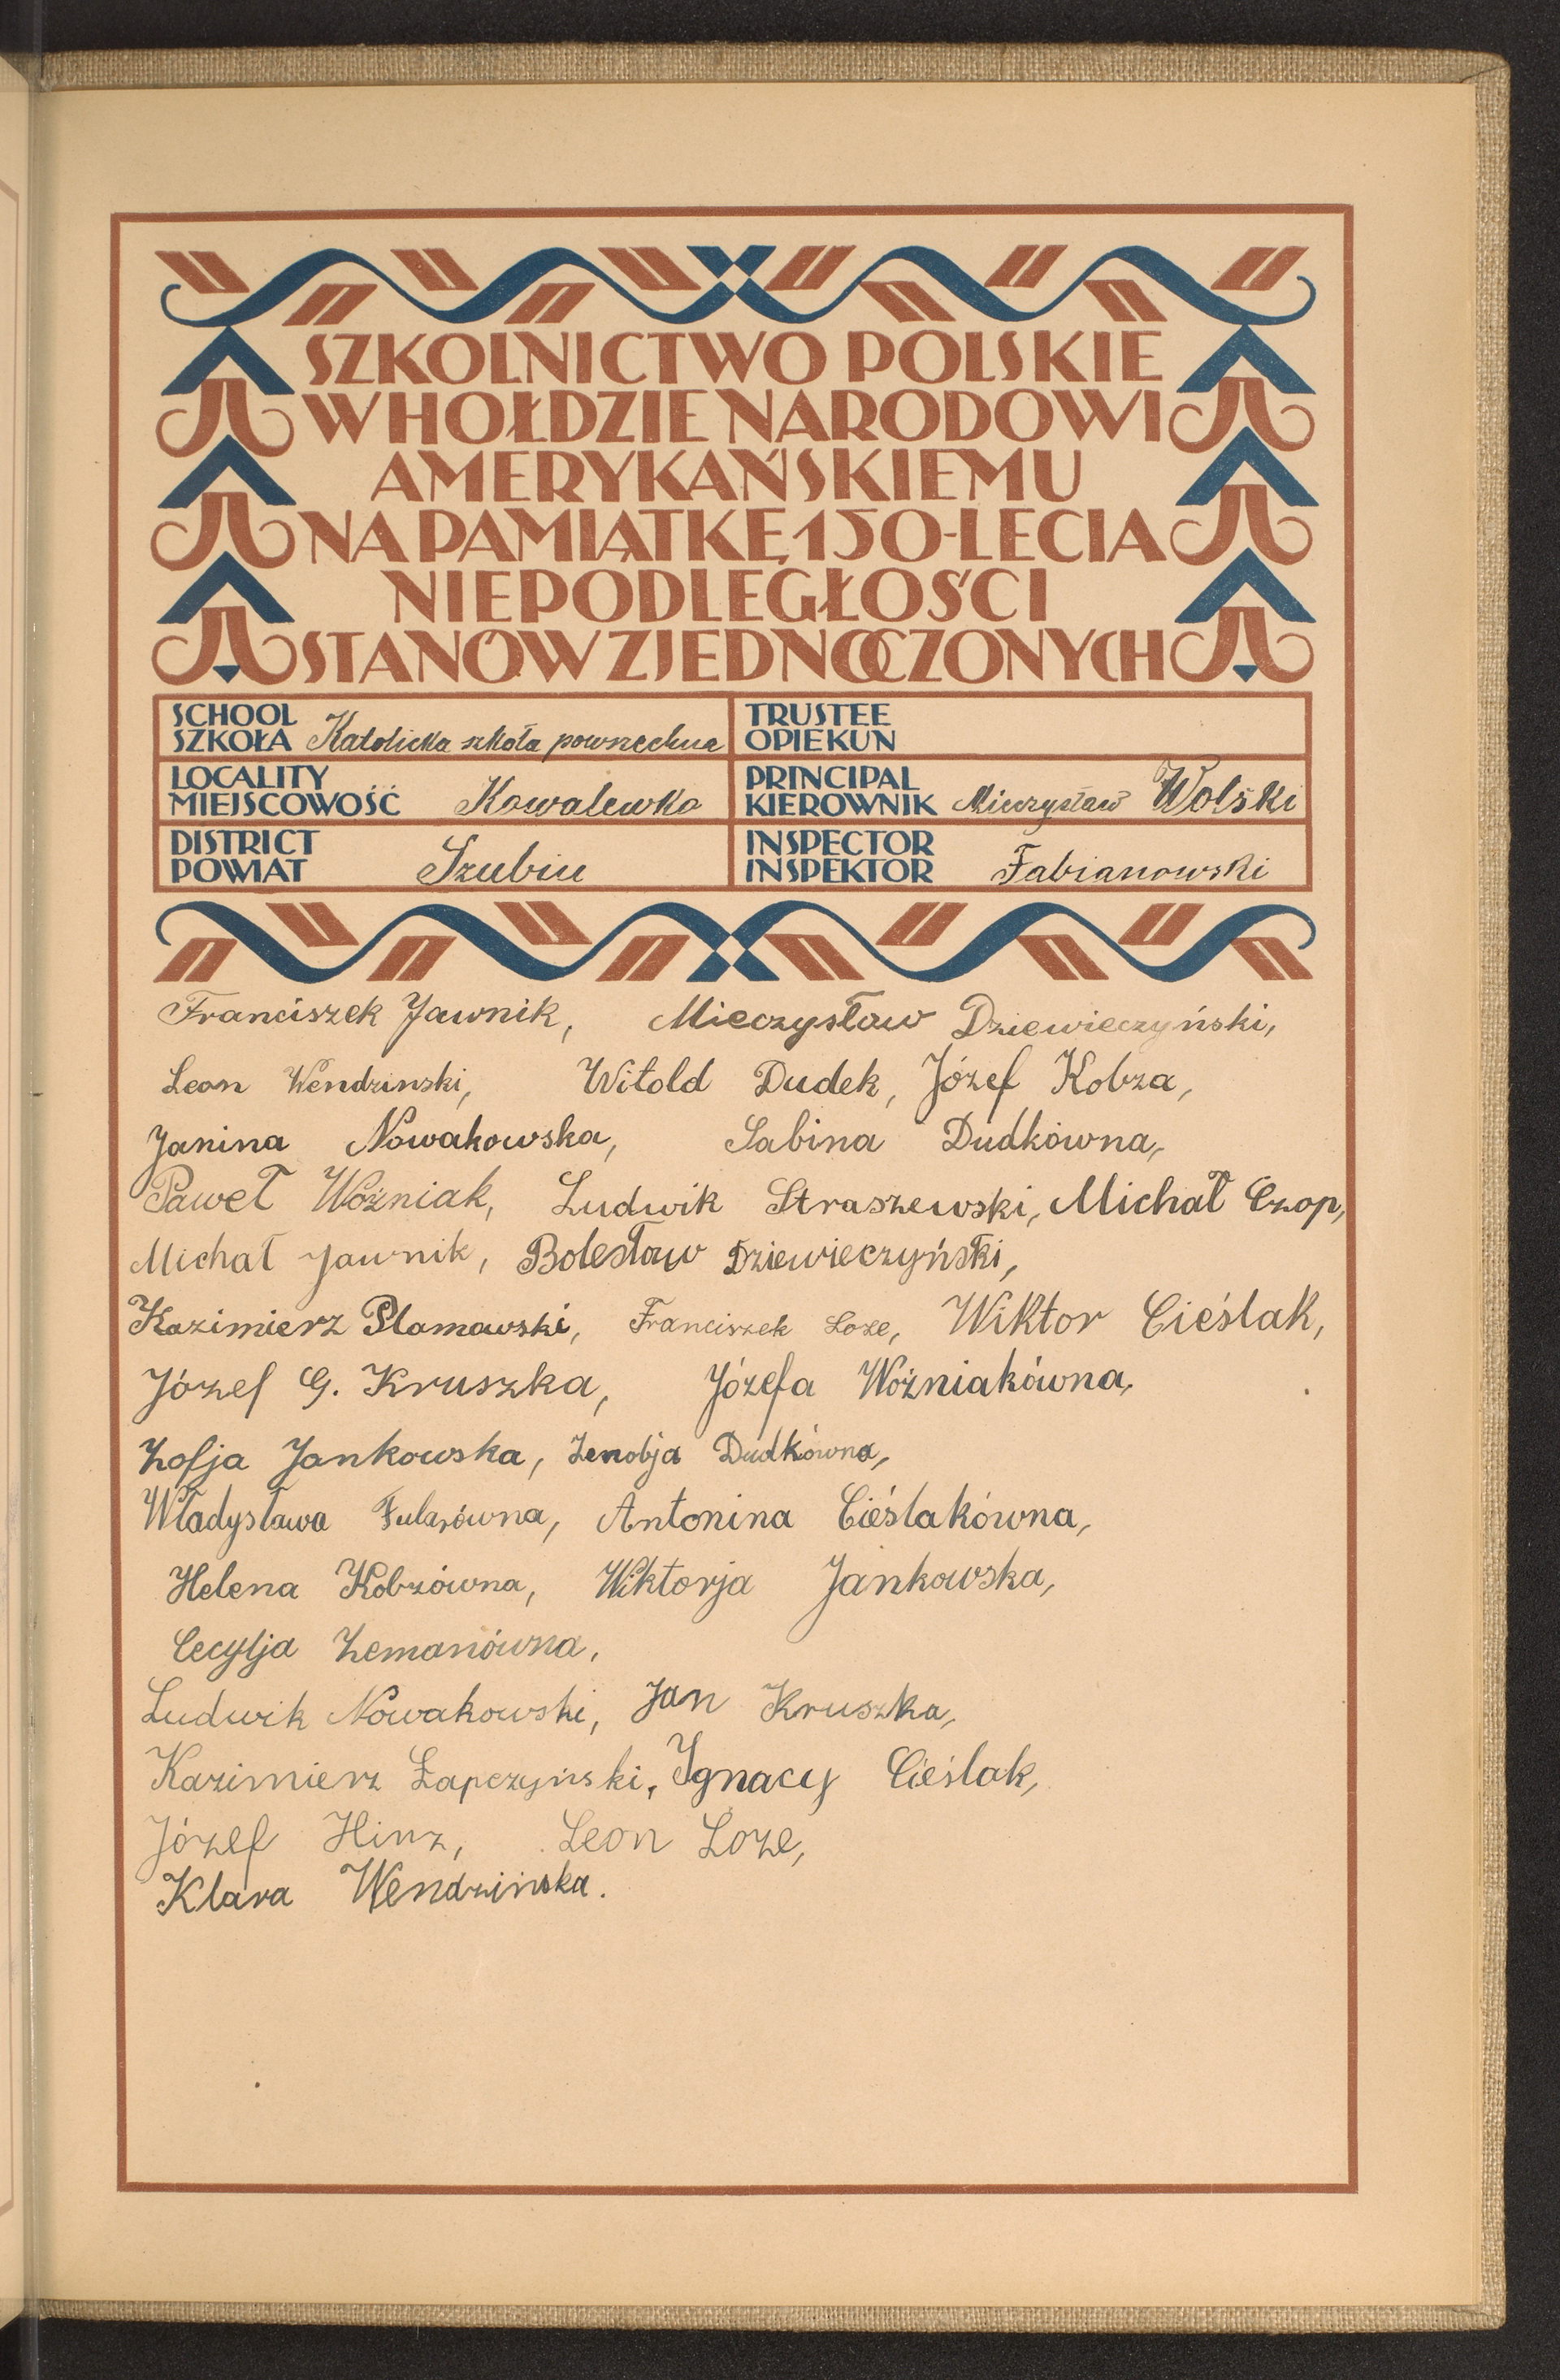 SZKOLNICTWO POLSKIE
W HOŁDZIE NARODOWI
AMERYKAŃSKIEMU
NA PAMIĄTKĘ 150-LECIA
NIEPODLEGŁOŚCI
STANÓW ZJEDNOCZONYCH
SCHOOL
SZKOŁA Katolicka szkoła powszechna
TRUSTEE
OPIEKUN
LOCALITY
MIEJSCOWOŚĆ Kowalewko
PRINCIPAL
KIEROWNIK Mieczysław Wolski
DISTRICT
POWIAT Szubin
INSPECTOR
INSPEKTOR Fabianowski
Franciszek Jawnik, Mieczysław Dziewieczyński,
Leon Wendzinski, Witold Dudek, Józef Kobza,
Janina Nowakowska, Sabina Dudkówna,
Paweł Woźniak, Ludwik Straszewski, Michał Czop,
Michał Jawnik, Bolesław Dziewieczyński,
Kazimierz Plamowski, Franciszek Loze, Wiktor Cieślak,
Józef G. Kruszka, Józefa Woźniakówna,
Zofja Jankowska, Zenobja Dudkówna,
Władysława Fularówna, Antonina Cieślakówna,
Helena Kobzówna, Wiktorja Jankowska,
Cecylja Zemanówna,
Ludwik Nowakowski, Jan Kruszka,
Kazimierz Łapczyński, Ignacy Cieślak,
Józef Hinz, Leon Loze,
Klara Wendzińska.